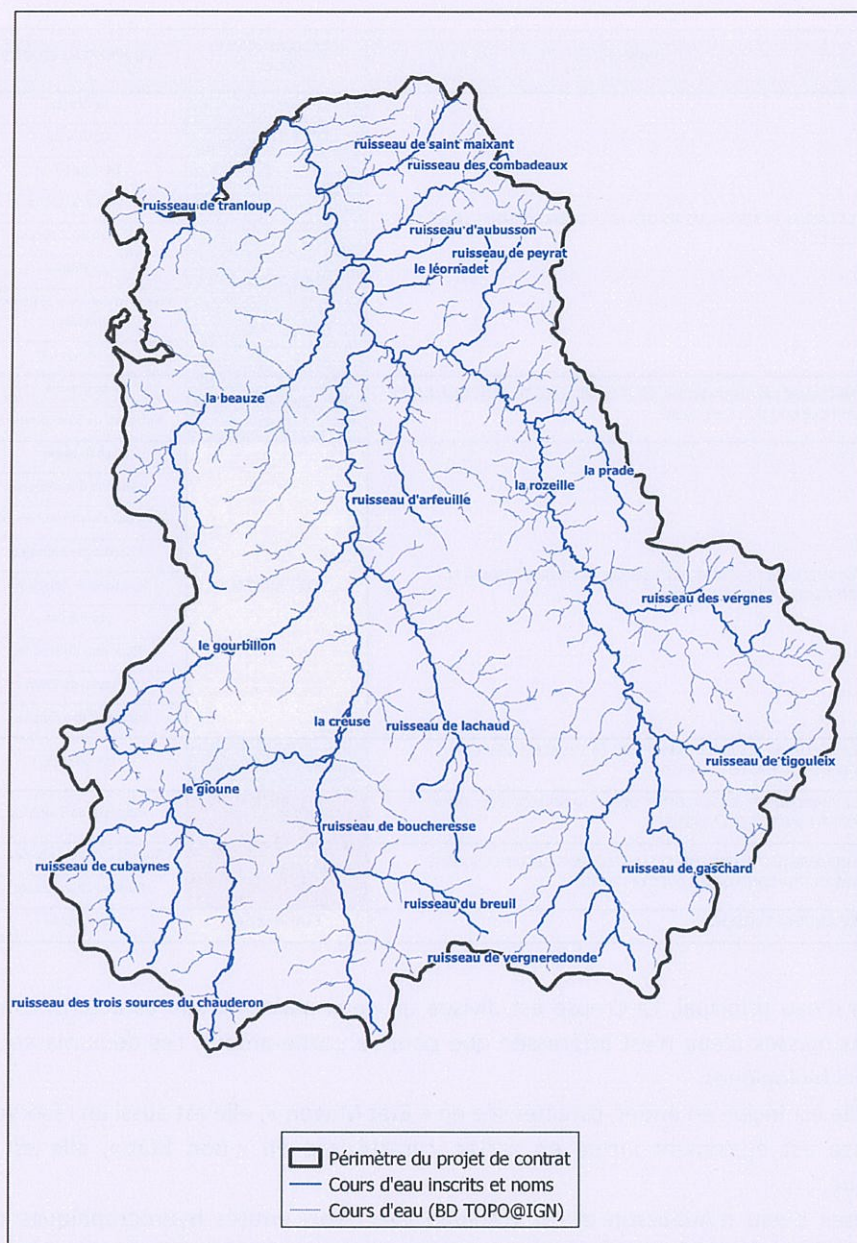 ruisseau de saint maixant
ruisseau des combadeaux
ruisseau de tranloup
ruisseau d'aubusson
ruisseau de peyrat
le léornadet
la beauze
la prade
la rozeille
ruisseau d'arfeuille
ruisseau des vergnes
le gourbillon
la creuse
ruisseau de lachaud
ruisseau de tigouleix
le gioune
ruisseau de boucheresse
ruisseau de cubaynes
ruisseau de gaschard
ruisseau du breuil
ruisseau de vergneredonde
ruisseau des trois sources du chauderon
Périmètre du projet de contrat
Cours d'eau inscrits et noms
Cours d'eau (BD TOPO@IGN)